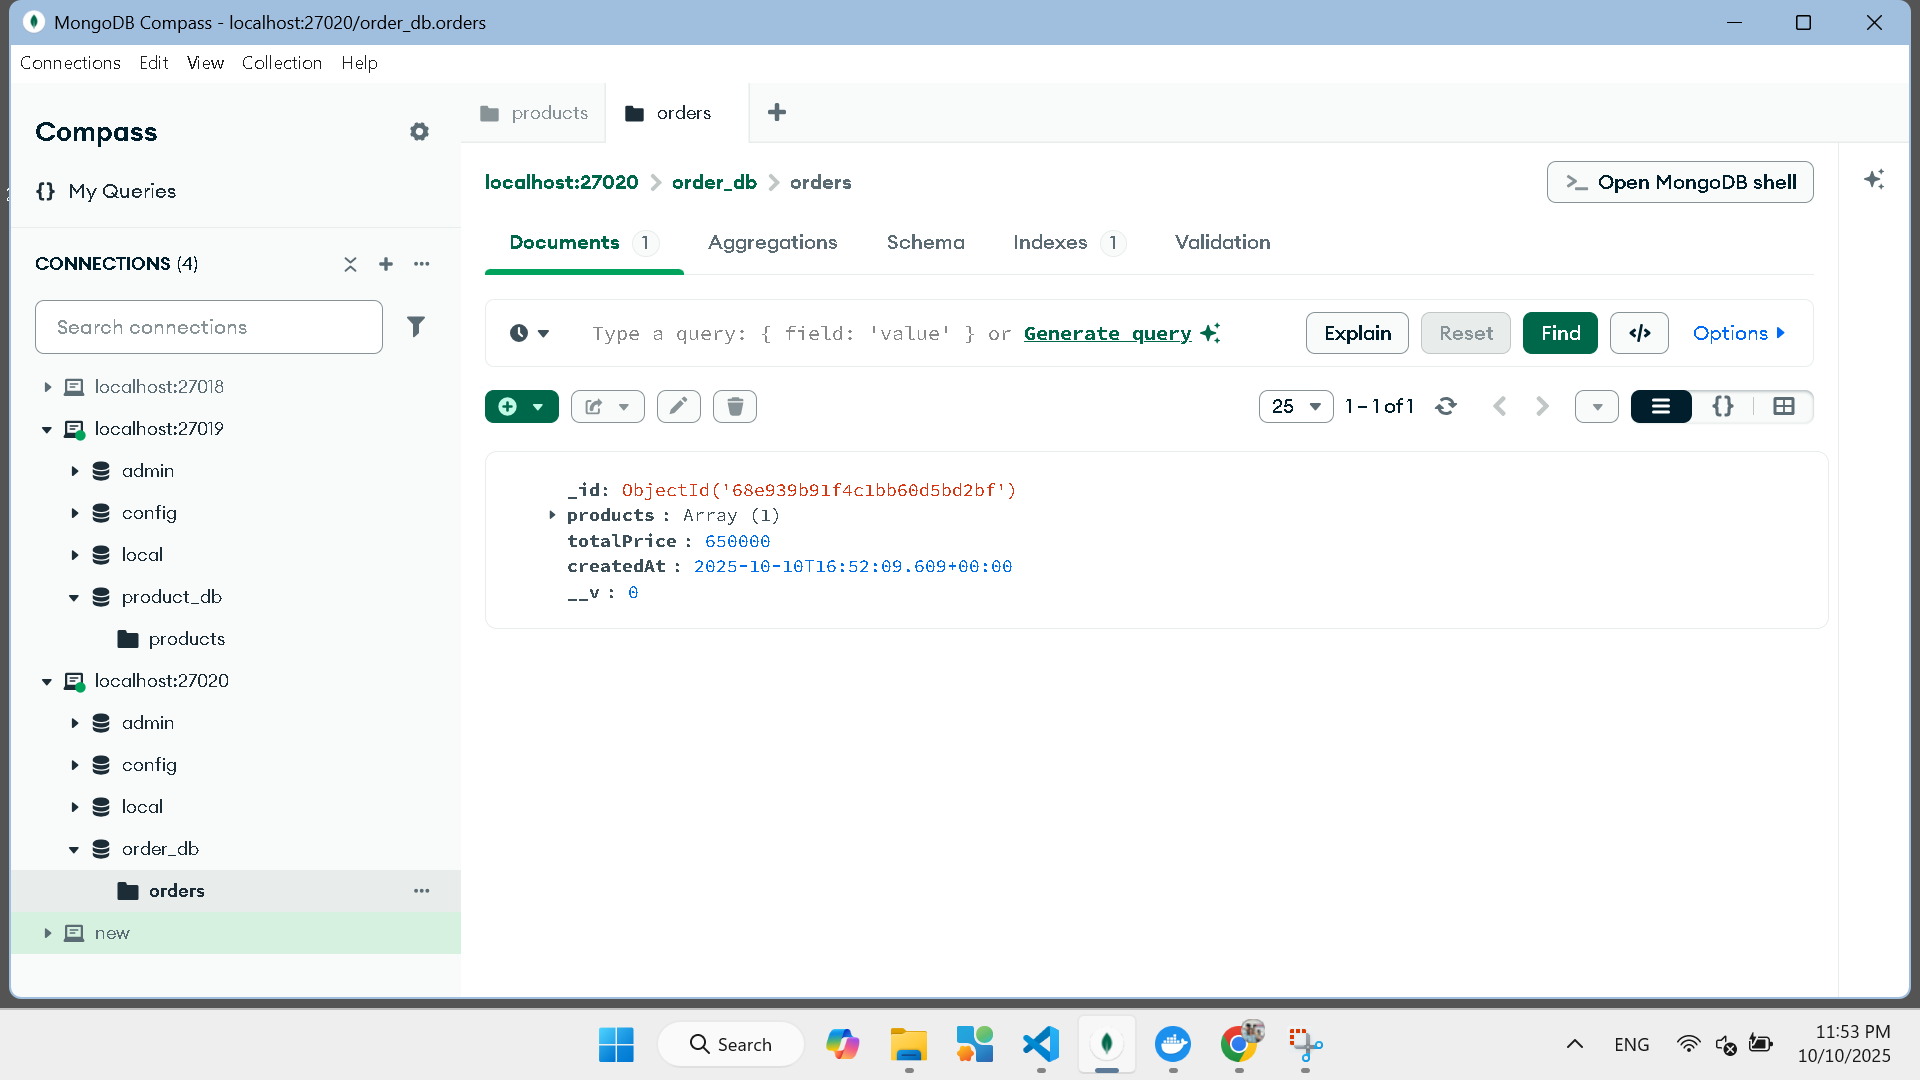 MongoDB Compass - localhost:27020/order_db.orders
Connections Edit View Collection Help
Compass
{} My Queries
CONNECTIONS (4)
Search connections
localhost:27018
localhost:27019
admin
config
local
product_db
products
localhost:27020
admin
config
local
order_db
orders
new
products
orders
localhost:27020 > order_db > orders
>_ Open MongoDB shell
Documents 1 Aggregations Schema Indexes 1 Validation
Type a query: { field: 'value' } or Generate query
Explain Reset Find </> Options
25 1 – 1 of 1 {}
_id: ObjectId('68e939b91f4c1bb60d5bd2bf')
products : Array (1)
totalPrice : 650000
createdAt : 2025-10-10T16:52:09.609+00:00
__v : 0
Search
ENG
11:53 PM
10/10/2025